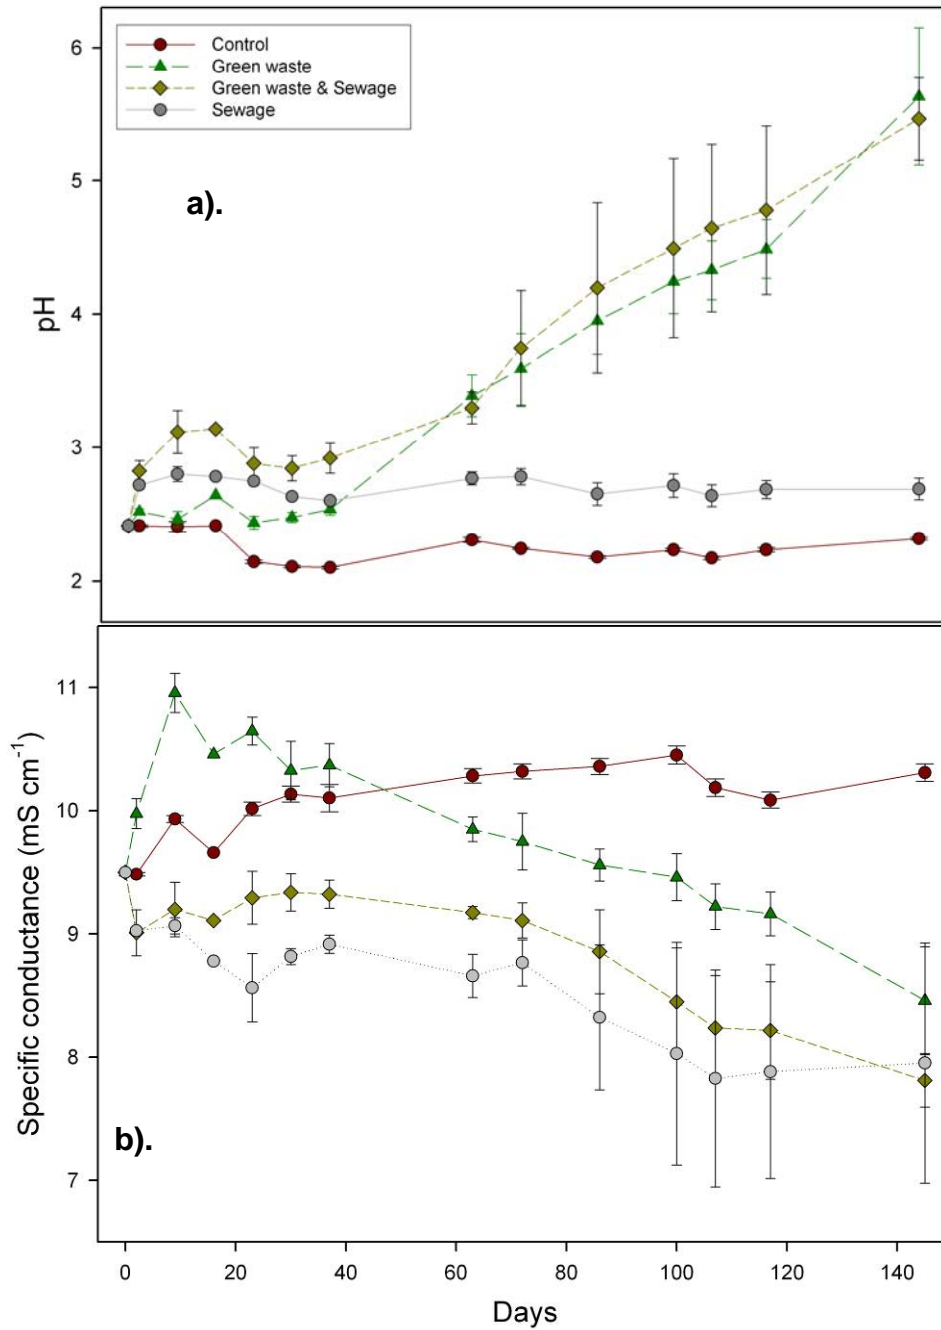 6
Control
Green waste
Green waste & Sewage
Sewage
5
a).
pH
4
3
2
11
10
9
8
7
Specific conductance (mS cm⁻¹)
b).
0 20 40 60 80 100 120 140
Days